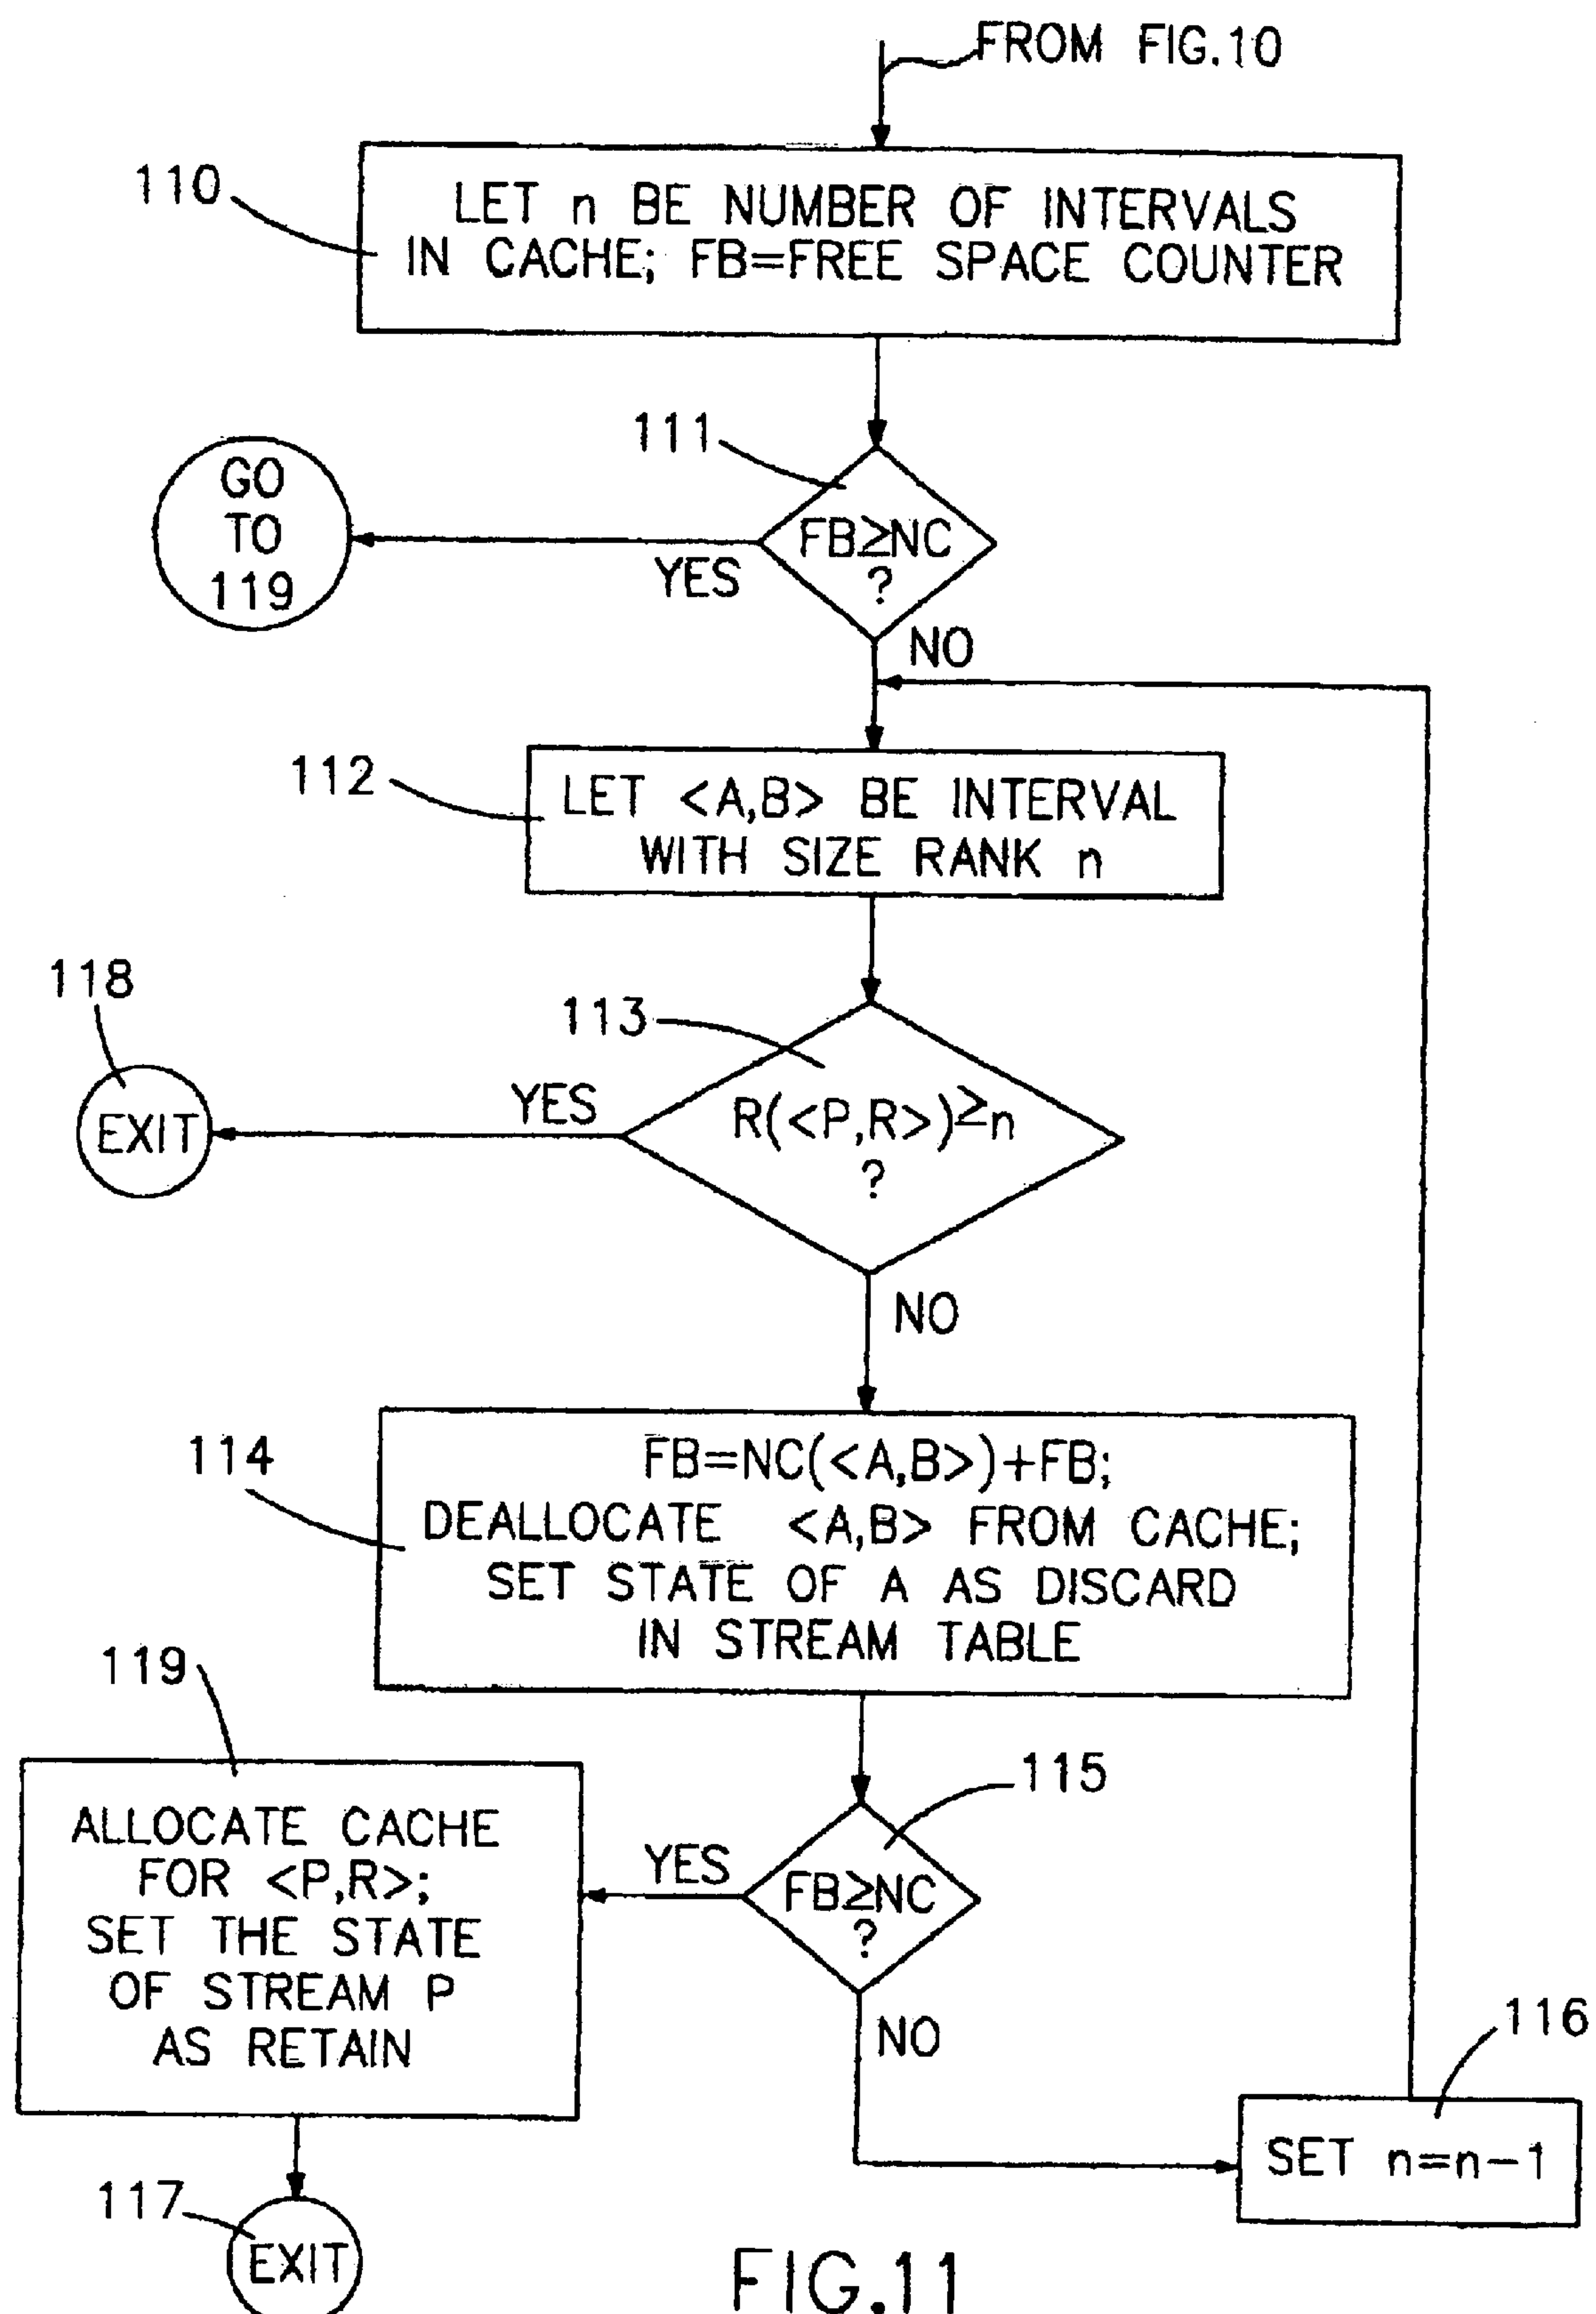 FROM FIG.10
110
LET n BE NUMBER OF INTERVALS
IN CACHE; FB=FREE SPACE COUNTER
111
GO
TO
119
FB≥NC
?
YES
NO
112
LET <A,B> BE INTERVAL
WITH SIZE RANK n
118
113
EXIT
YES
R(<P,R>)≥n
?
NO
114
FB=NC(<A,B>)+FB;
DEALLOCATE <A,B> FROM CACHE;
SET STATE OF A AS DISCARD
IN STREAM TABLE
119
115
ALLOCATE CACHE
FOR <P,R>;
SET THE STATE
OF STREAM P
AS RETAIN
YES
FB≥NC
?
NO
116
SET n=n-1
117
EXIT
FIG.11